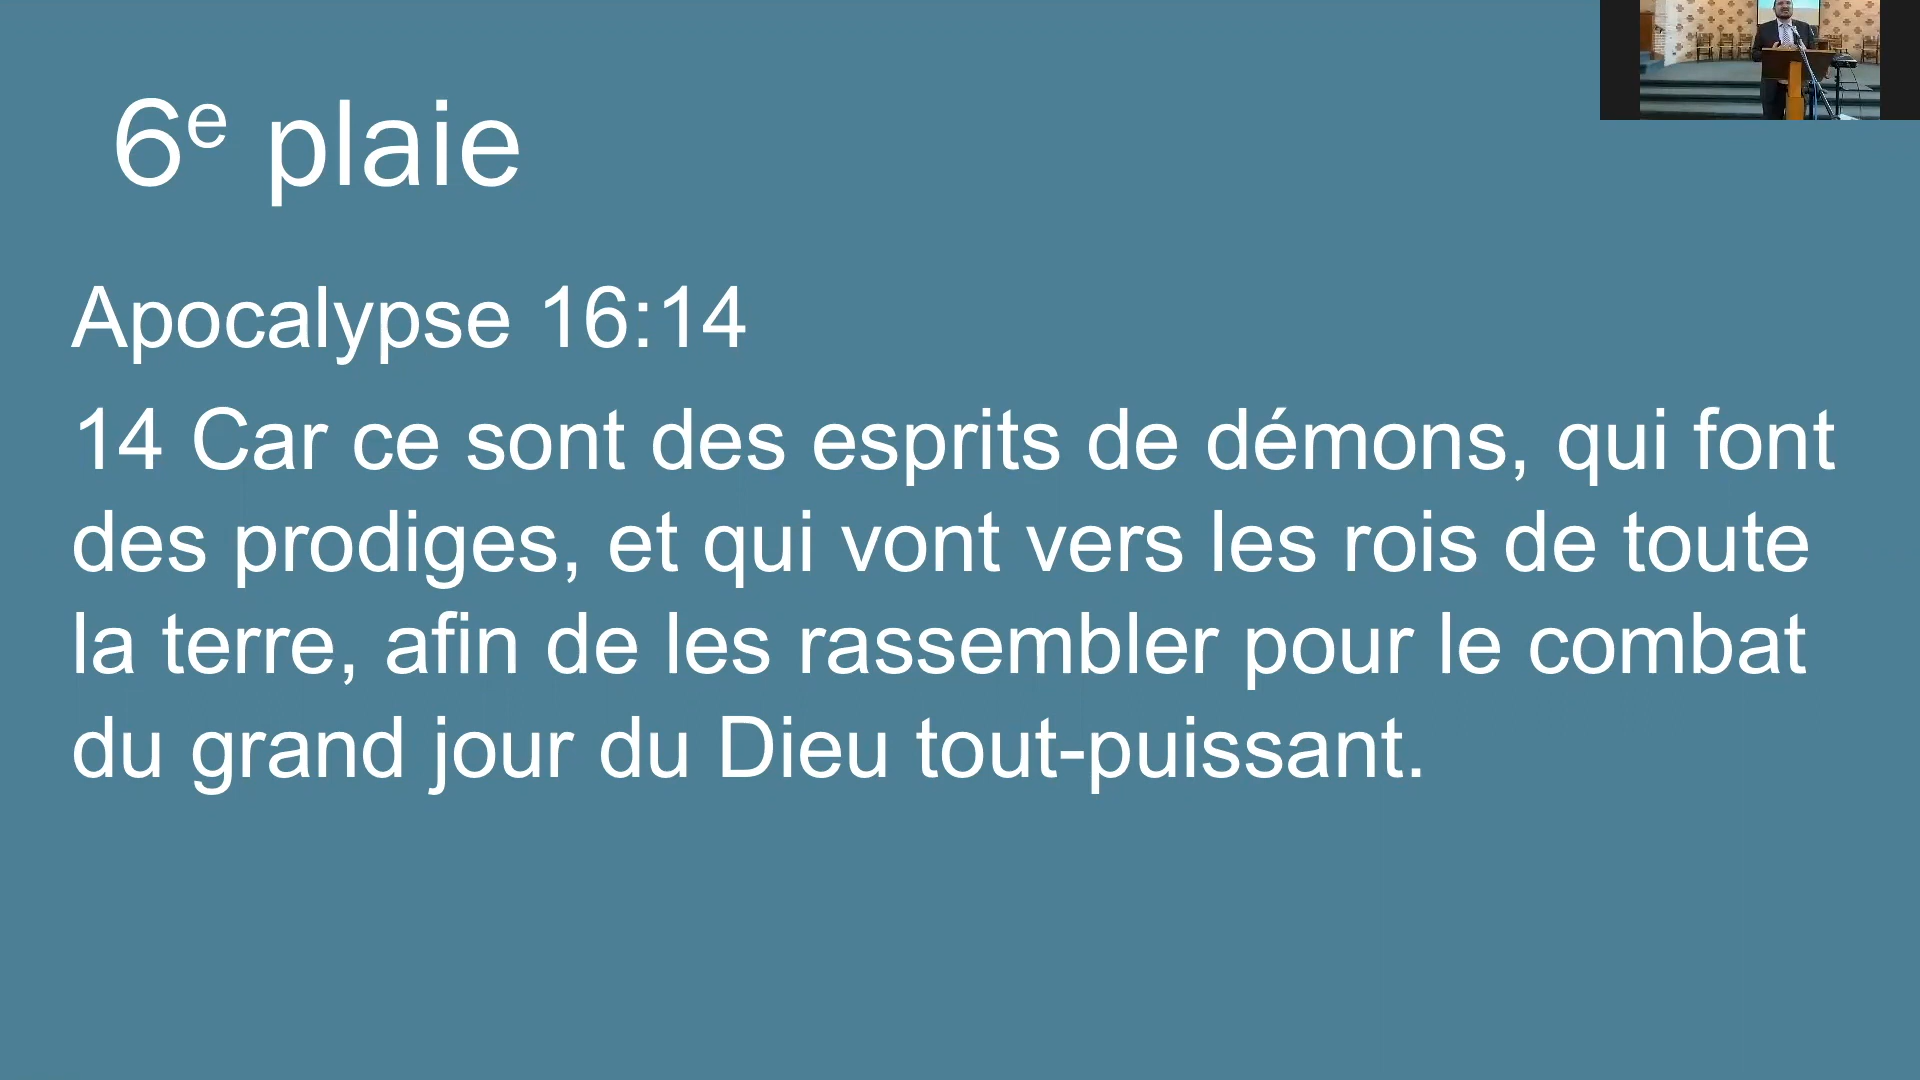 6e plaie
Apocalypse 16:14
14 Car ce sont des esprits de démons, qui font
des prodiges, et qui vont vers les rois de toute
la terre, afin de les rassembler pour le combat
du grand jour du Dieu tout-puissant.